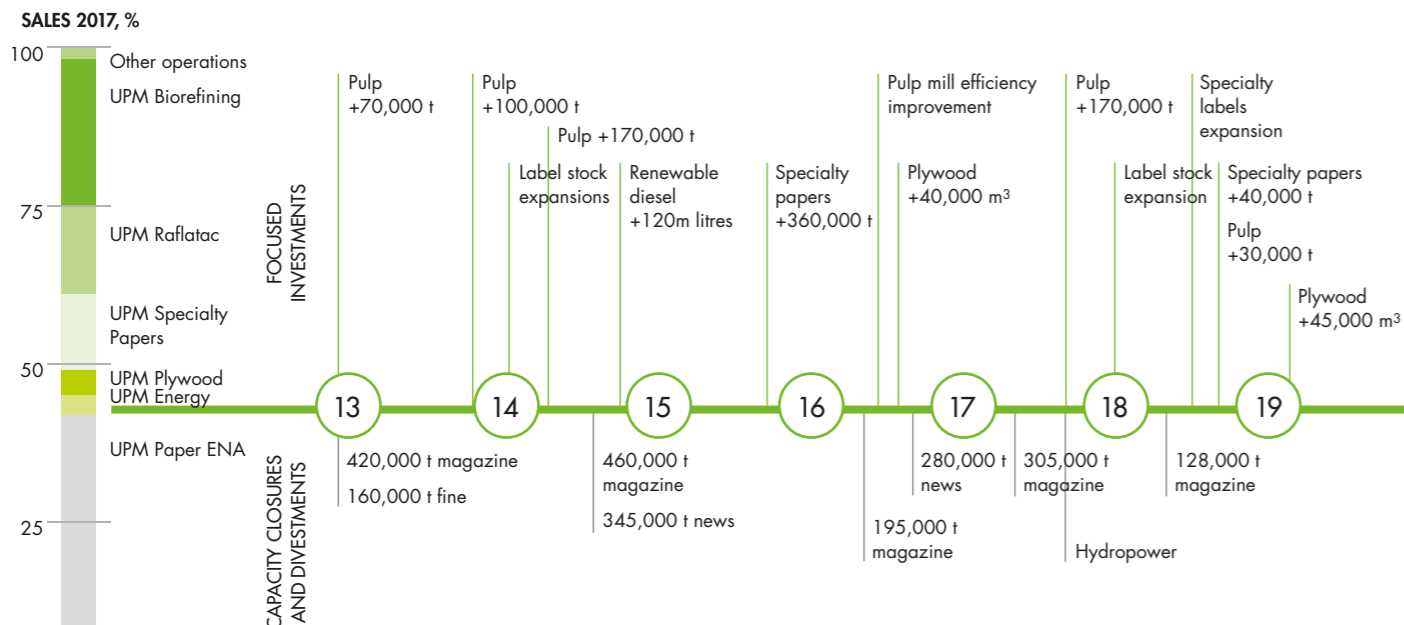 SALES 2017, %
100
75
50
25
Other operations
UPM Biorefining
UPM Raflatac
UPM Specialty
Papers
UPM Plywood
UPM Energy
UPM Paper ENA
FOCUSED
INVESTMENTS
Pulp
+70,000 t
Pulp
+100,000 t
Pulp +170,000 t
Label stock
expansions
Renewable
diesel
+120m litres
Specialty
papers
+360,000 t
Pulp mill efficiency
improvement
Plywood
+40,000 m³
Pulp
+170,000 t
Label stock
expansion
Specialty
labels
expansion
Specialty papers
+40,000 t
Pulp
+30,000 t
Plywood
+45,000 m³
13
14
15
16
17
18
19
CAPACITY CLOSURES
AND DIVESTMENTS
420,000 t magazine
160,000 t fine
460,000 t
magazine
345,000 t news
195,000 t
magazine
280,000 t
news
305,000 t
magazine
Hydropower
128,000 t
magazine